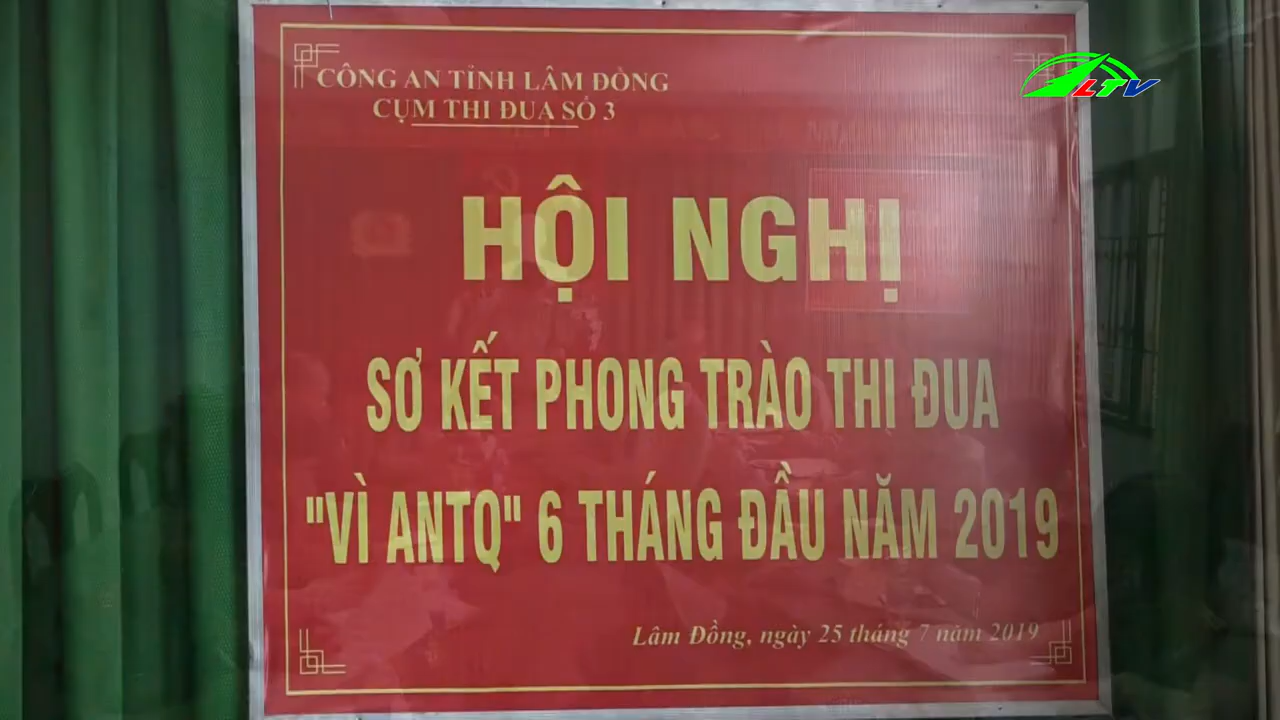 CÔNG AN TỈNH LÂM ĐỒNG
CỤM THI ĐUA SỐ 3
LTV
HỘI NGHỊ
SƠ KẾT PHONG TRÀO THI ĐUA
"VÌ ANTQ" 6 THÁNG ĐẦU NĂM 2019
Lâm Đồng, ngày 25 tháng 7 năm 2019